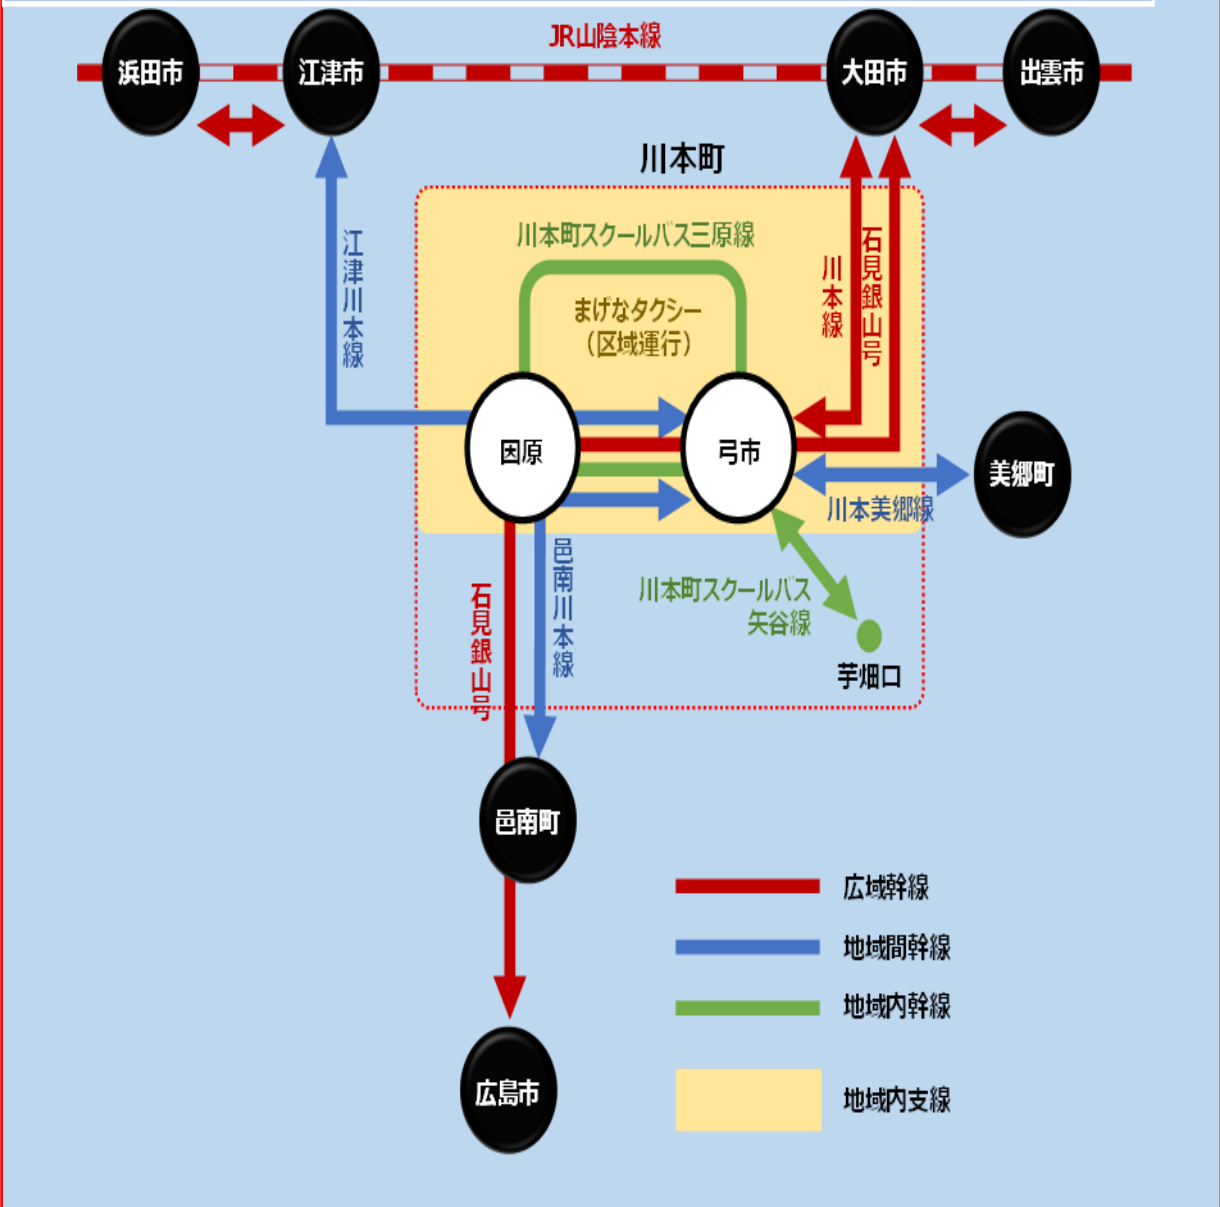 JR山陰本線
浜田市
江津市
大田市
出雲市
川本町
江津川本線
川本町スクールバス三原線
まげなタクシー
（区域運行）
川本線
石見銀山号
因原
弓市
美郷町
川本美郷線
石見銀山号
邑南川本線
川本町スクールバス
矢谷線
芋畑口
邑南町
広島市
広域幹線
地域間幹線
地域内幹線
地域内支線